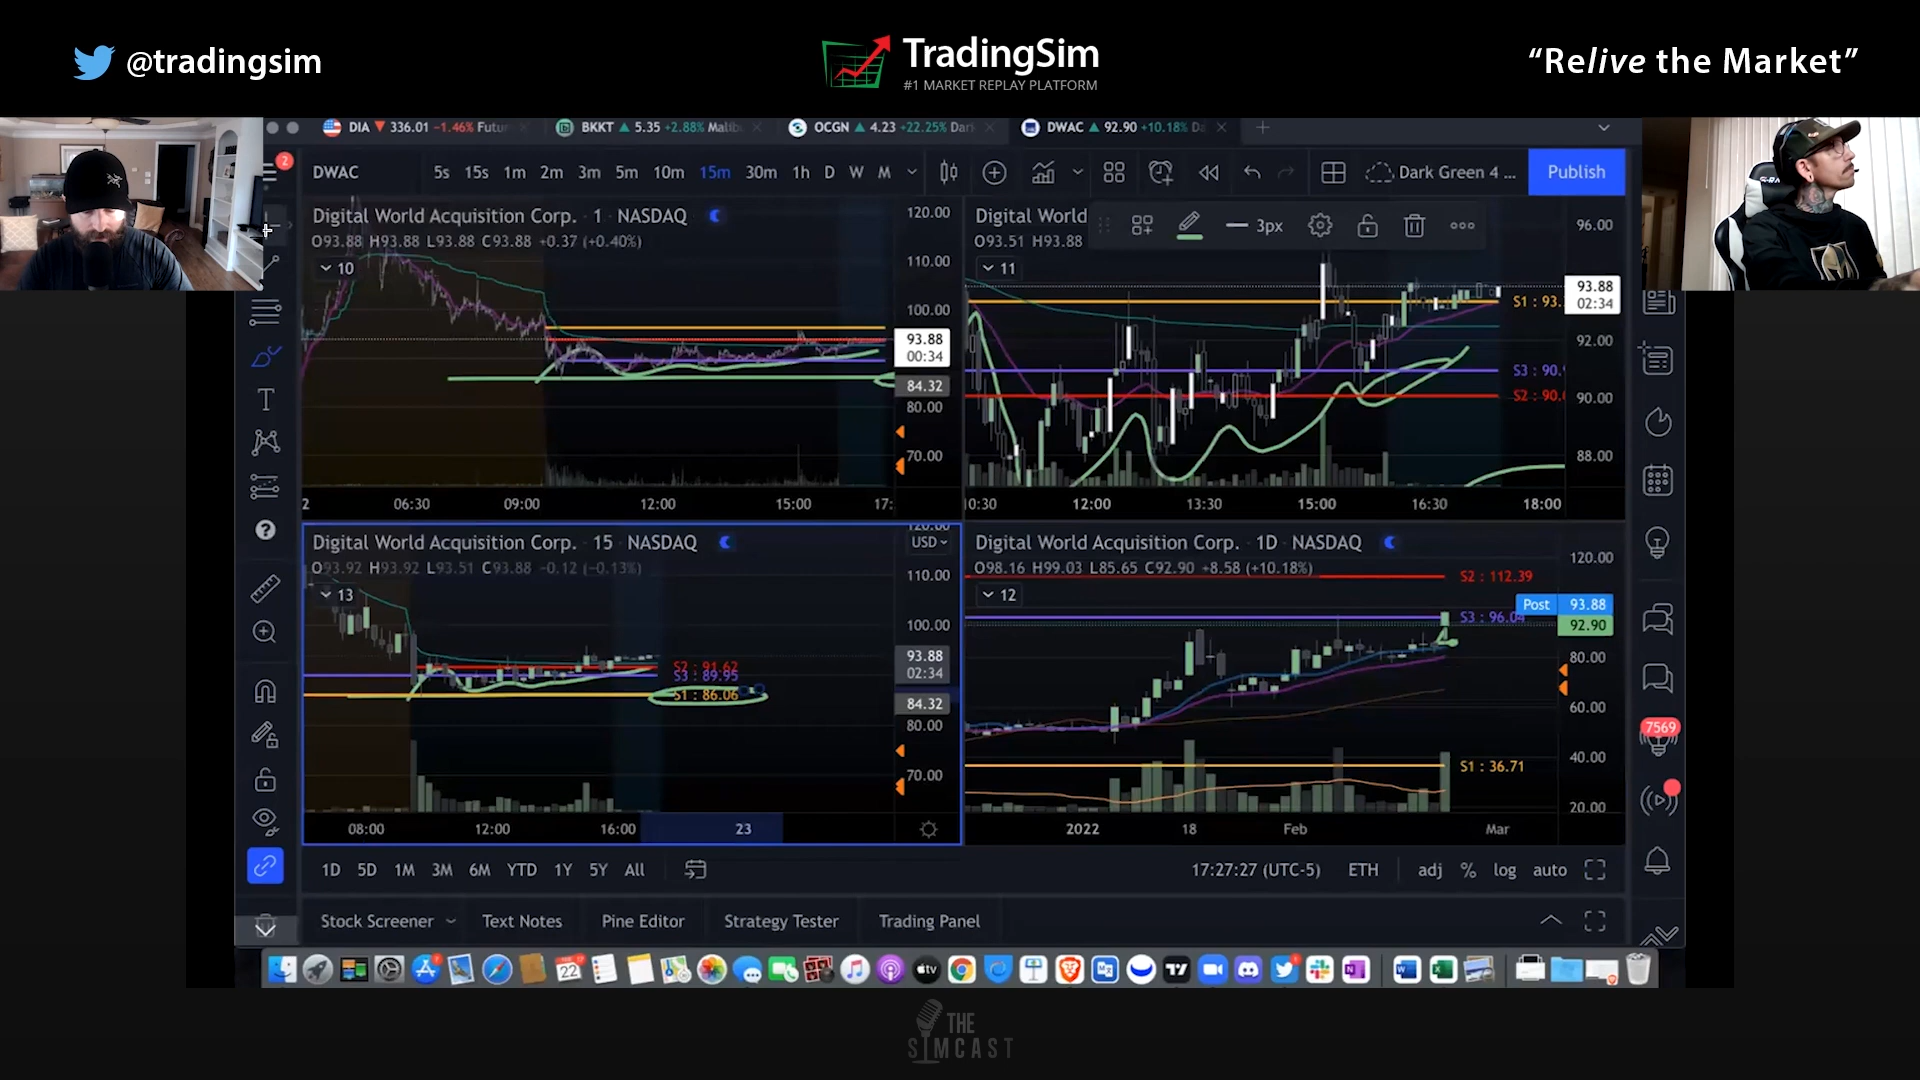 @tradingsim
TradingSim
#1 MARKET REPLAY PLATFORM
“Relive the Market”
DIA 336.01 -1.46% Futu
BKKT 5.35 +2.88%
OCGN 4.23 +22.25%
DWAC 92.90 +10.18%
2
DWAC
5s 15s 1m 2m 3m 5m 10m 15m 30m 1h D W M
Dark Green 4 ...
Publish
Digital World Acquisition Corp. · 1 · NASDAQ
O93.88 H93.88 L93.88 C93.88 +0.37 (+0.40%)
10
120.00
110.00
100.00
93.88
00:34
84.32
80.00
70.00
2 06:30 09:00 12:00 15:00 17:
Digital World
O93.51 H93.88
3px
11
96.00
93.88
02:34
S1 : 93.
92.00
S3 : 90.
S2 : 90.
90.00
88.00
12:00 13:30 15:00 16:30 18:00
Digital World Acquisition Corp. 15 NASDAQ
O93.92 H93.92 L93.51 C93.88 -0.12 (-0.13%)
13
120.00
USD
110.00
100.00
93.88
02:34
S2 : 91.62
S3 : 89.95
S1 : 86.06
84.32
80.00
70.00
08:00 12:00 16:00 23
Digital World Acquisition Corp. · 1D · NASDAQ
O98.16 H99.03 L85.65 C92.90 +8.58 (+10.18%)
12
120.00
S2 : 112.39
Post 93.88
S3 : 96.04
92.90
80.00
60.00
40.00
S1 : 36.71
20.00
2022 18 Feb Mar
7569
1D 5D 1M 3M 6M YTD 1Y 5Y All
17:27:27 (UTC-5) ETH adj % log auto
Stock Screener Text Notes Pine Editor Strategy Tester Trading Panel
22
tv
THE
SIMCAST